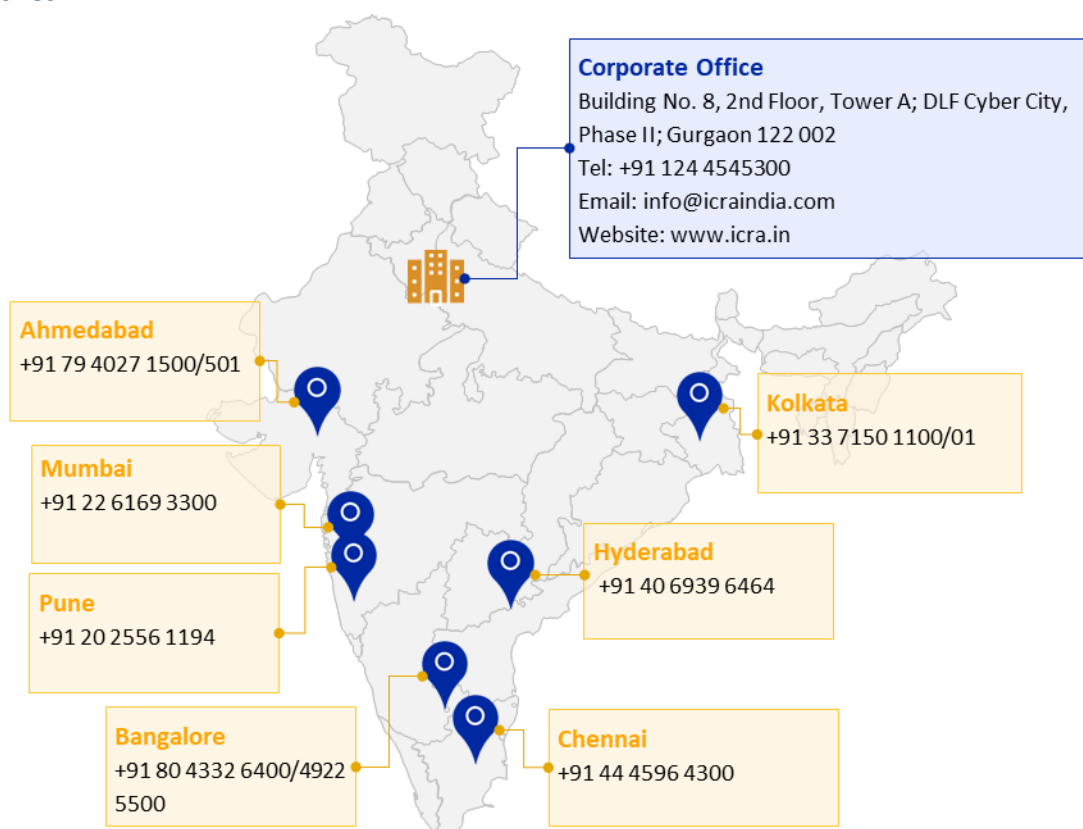 Corporate Office
Building No. 8, 2nd Floor, Tower A; DLF Cyber City,
Phase II; Gurgaon 122 002
Tel: +91 124 4545300
Email: info@icraindia.com
Website: www.icra.in
Ahmedabad
+91 79 4027 1500/501
Kolkata
+91 33 7150 1100/01
Mumbai
+91 22 6169 3300
Hyderabad
+91 40 6939 6464
Pune
+91 20 2556 1194
Bangalore
+91 80 4332 6400/4922
5500
Chennai
+91 44 4596 4300